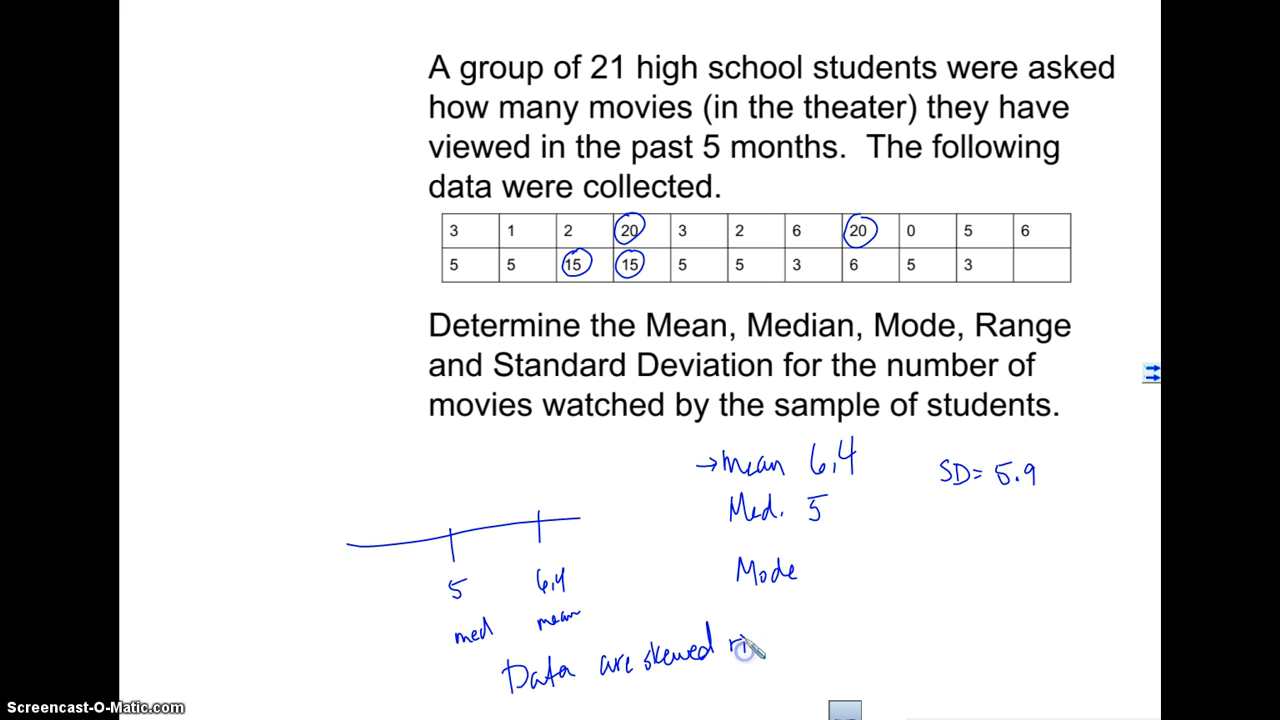 A group of 21 high school students were asked
how many movies (in the theater) they have
viewed in the past 5 months. The following
data were collected.
3 1 2 20 3 2 6 20 0 5 6
5 5 15 15 5 5 3 6 5 3
Determine the Mean, Median, Mode, Range
and Standard Deviation for the number of
movies watched by the sample of students.
→ mean 6.4
SD= 5.9
Med. 5
Mode
5 6.4
med mean
Data are skewed
Screencast-O-Matic.com